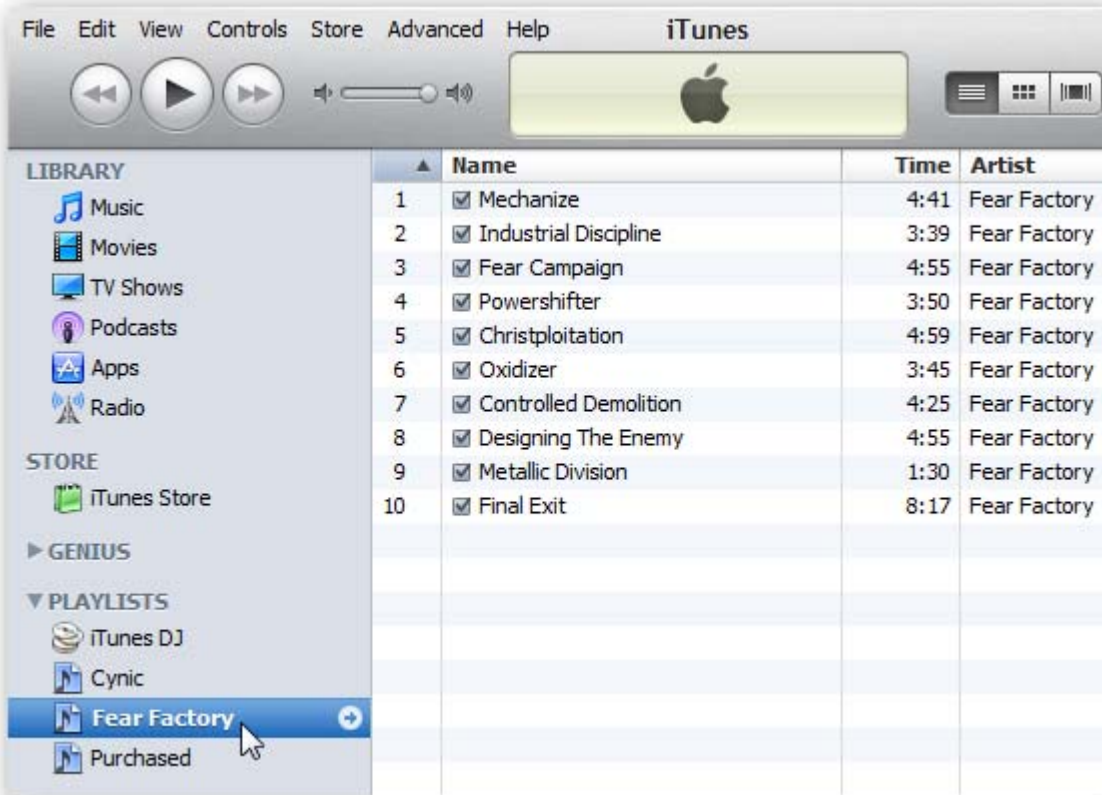 File Edit View Controls Store Advanced Help iTunes
LIBRARY
Music
Movies
TV Shows
Podcasts
Apps
Radio
STORE
iTunes Store
GENIUS
PLAYLISTS
iTunes DJ
Cynic
Fear Factory
Purchased
Name Time Artist
1 Mechanize 4:41 Fear Factory
2 Industrial Discipline 3:39 Fear Factory
3 Fear Campaign 4:55 Fear Factory
4 Powershifter 3:50 Fear Factory
5 Christploitation 4:59 Fear Factory
6 Oxidizer 3:45 Fear Factory
7 Controlled Demolition 4:25 Fear Factory
8 Designing The Enemy 4:55 Fear Factory
9 Metallic Division 1:30 Fear Factory
10 Final Exit 8:17 Fear Factory